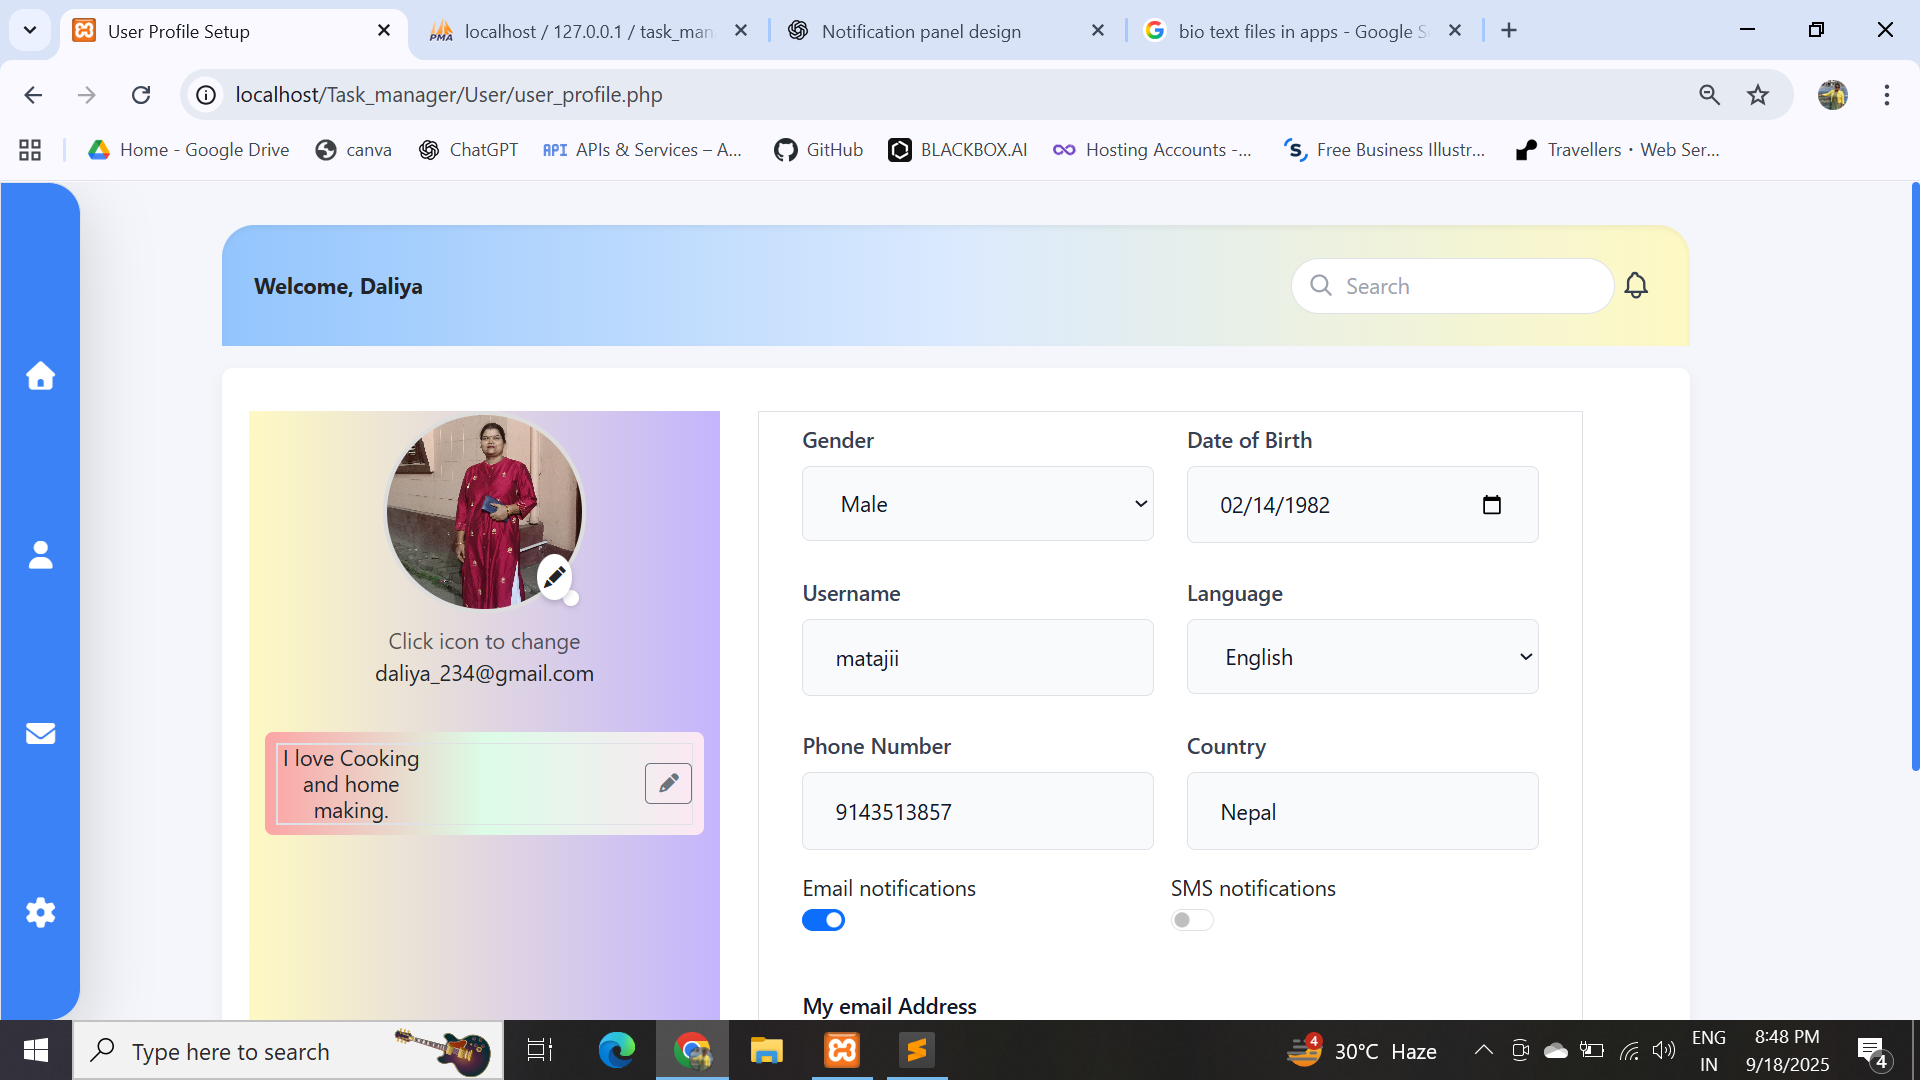 User Profile Setup
localhost / 127.0.0.1 / task_man
Notification panel design
bio text files in apps - Google S
localhost/Task_manager/User/user_profile.php
Home - Google Drive
canva
ChatGPT
API APIs & Services – A...
GitHub
BLACKBOX.AI
Hosting Accounts -...
Free Business Illustr...
Travellers • Web Ser...
Welcome, Daliya
Search
Click icon to change
daliya_234@gmail.com
I love Cooking
and home
making.
Gender
Date of Birth
Male
02/14/1982
Username
Language
matajii
English
Phone Number
Country
9143513857
Nepal
Email notifications
SMS notifications
My email Address
Type here to search
4
30°C Haze
ENG
IN
8:48 PM
9/18/2025
4